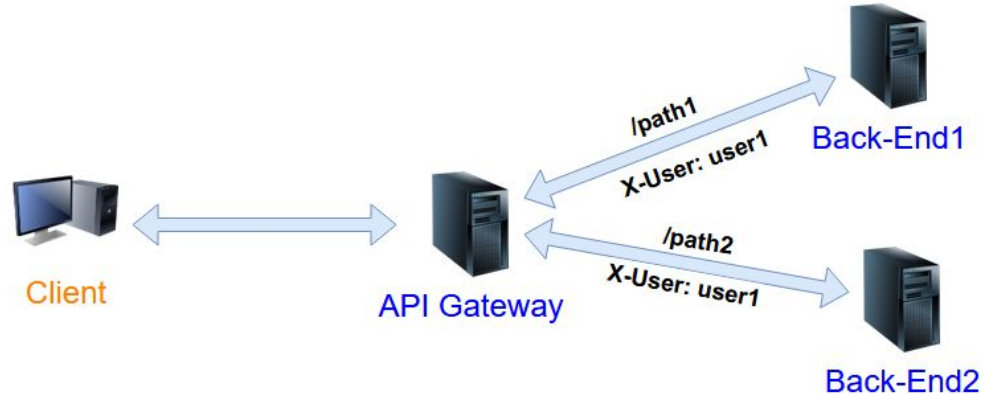 /path1
X-User: user1
Back-End1
/path2
X-User: user1
Client
API Gateway
Back-End2